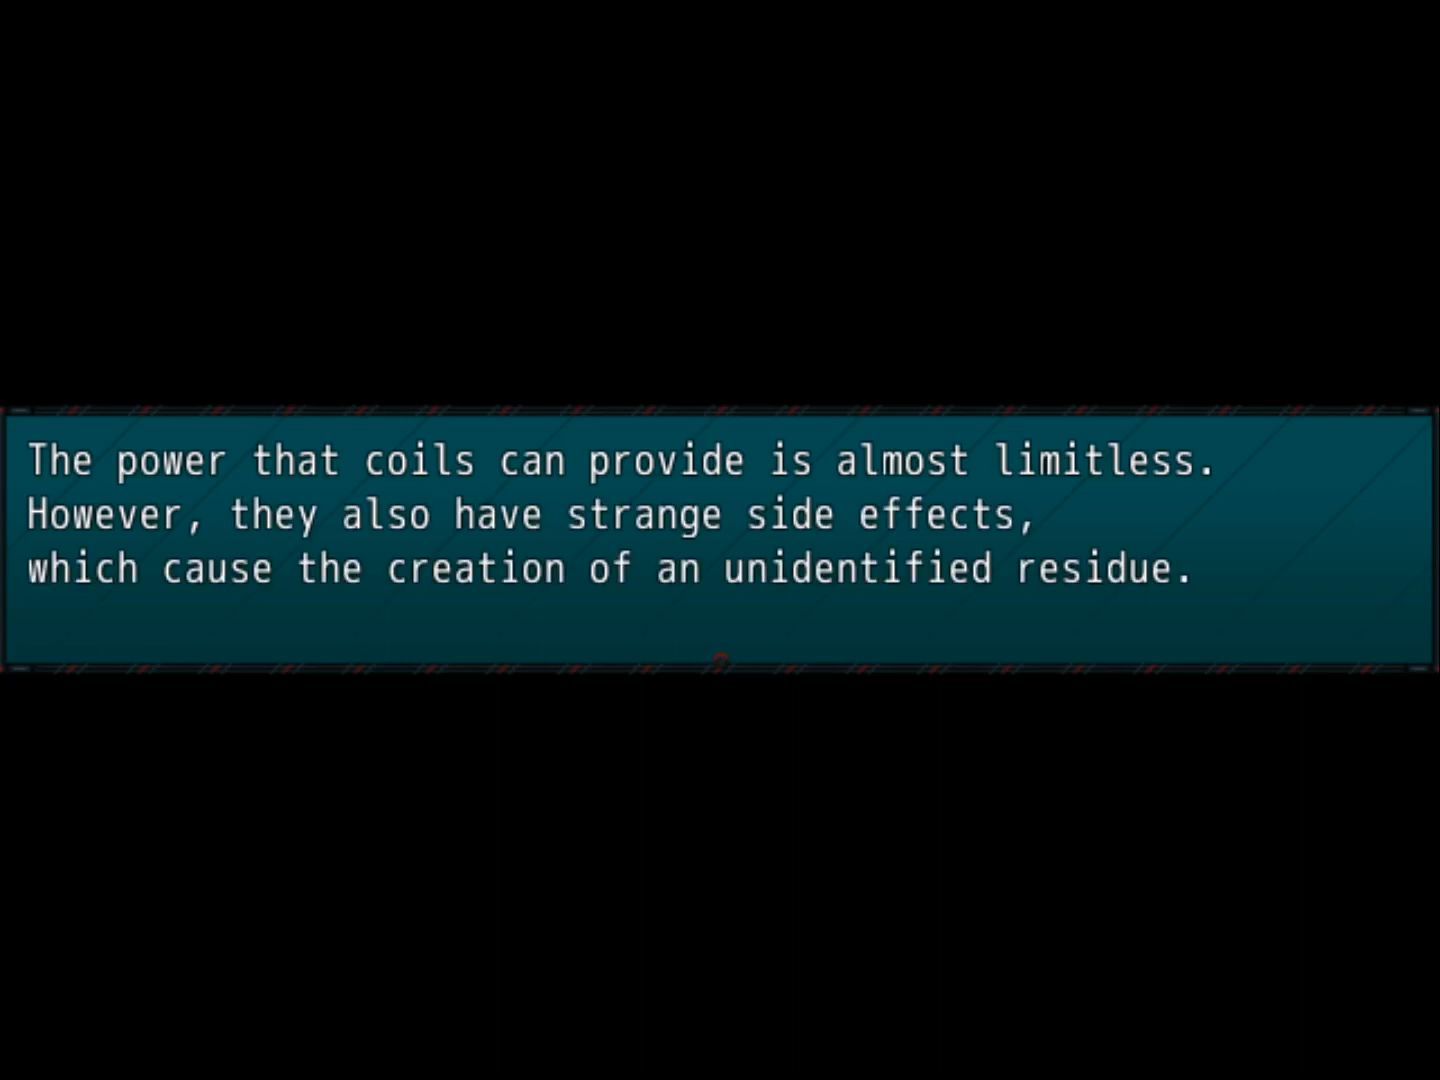 The power that coils can provide is almost limitless.
However, they also have strange side effects,
which cause the creation of an unidentified residue.